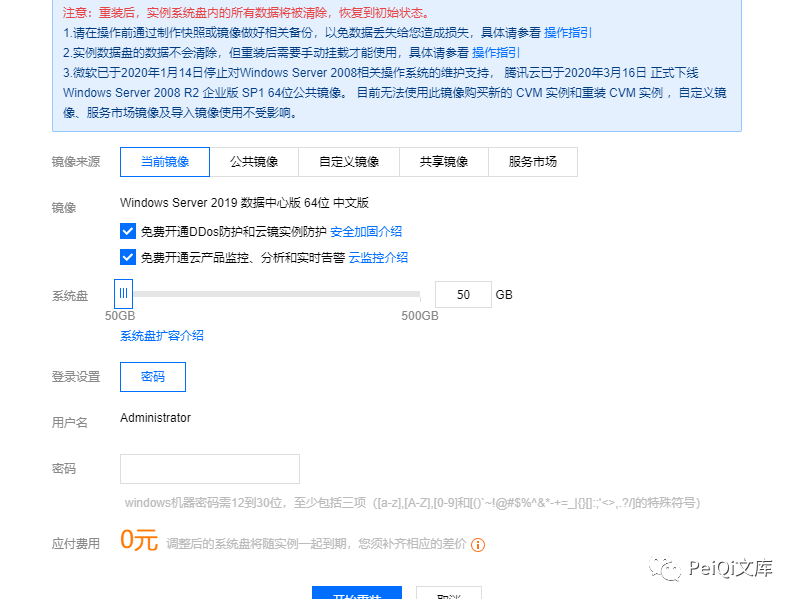 注意：重装后，实例系统盘内的所有数据将被清除，恢复到初始状态。
1.请在操作前通过制作快照或镜像做好相关备份，以免数据丢失给您造成损失，具体请参看 操作指引
2.实例数据盘的数据不会清除，但重装后需要手动挂载才能使用，具体请参看 操作指引
3.微软已于2020年1月14日停止对Windows Server 2008相关操作系统的维护支持， 腾讯云已于2020年3月16日 正式下线
Windows Server 2008 R2 企业版 SP1 64位公共镜像。 目前无法使用此镜像购买新的 CVM 实例和重装 CVM 实例 ，自定义镜
像、服务市场镜像及导入镜像使用不受影响。
镜像来源 当前镜像 公共镜像 自定义镜像 共享镜像 服务市场
镜像 Windows Server 2019 数据中心版 64位 中文版
免费开通DDos防护和云镜实例防护 安全加固介绍
免费开通云产品监控、分析和实时告警 云监控介绍
系统盘 50 GB
50GB 500GB
系统盘扩容介绍
登录设置 密码
用户名 Administrator
密码
windows机器密码需12到30位，至少包括三项（[a-z],[A-Z],[0-9]和[()`~!@#$%^&*-+=_|{}[]:;'<>,.?/]的特殊符号）
应付费用 0元 调整后的系统盘将随实例一起到期，您须补齐相应的差价
PeiQi文库
开始重装 取消